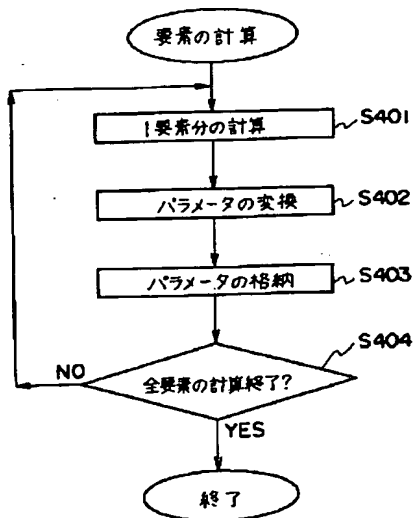 要素の計算
1要素分の計算
S401
パラメータの変換
S402
パラメータの格納
S403
S404
全要素の計算終了?
NO
YES
終了